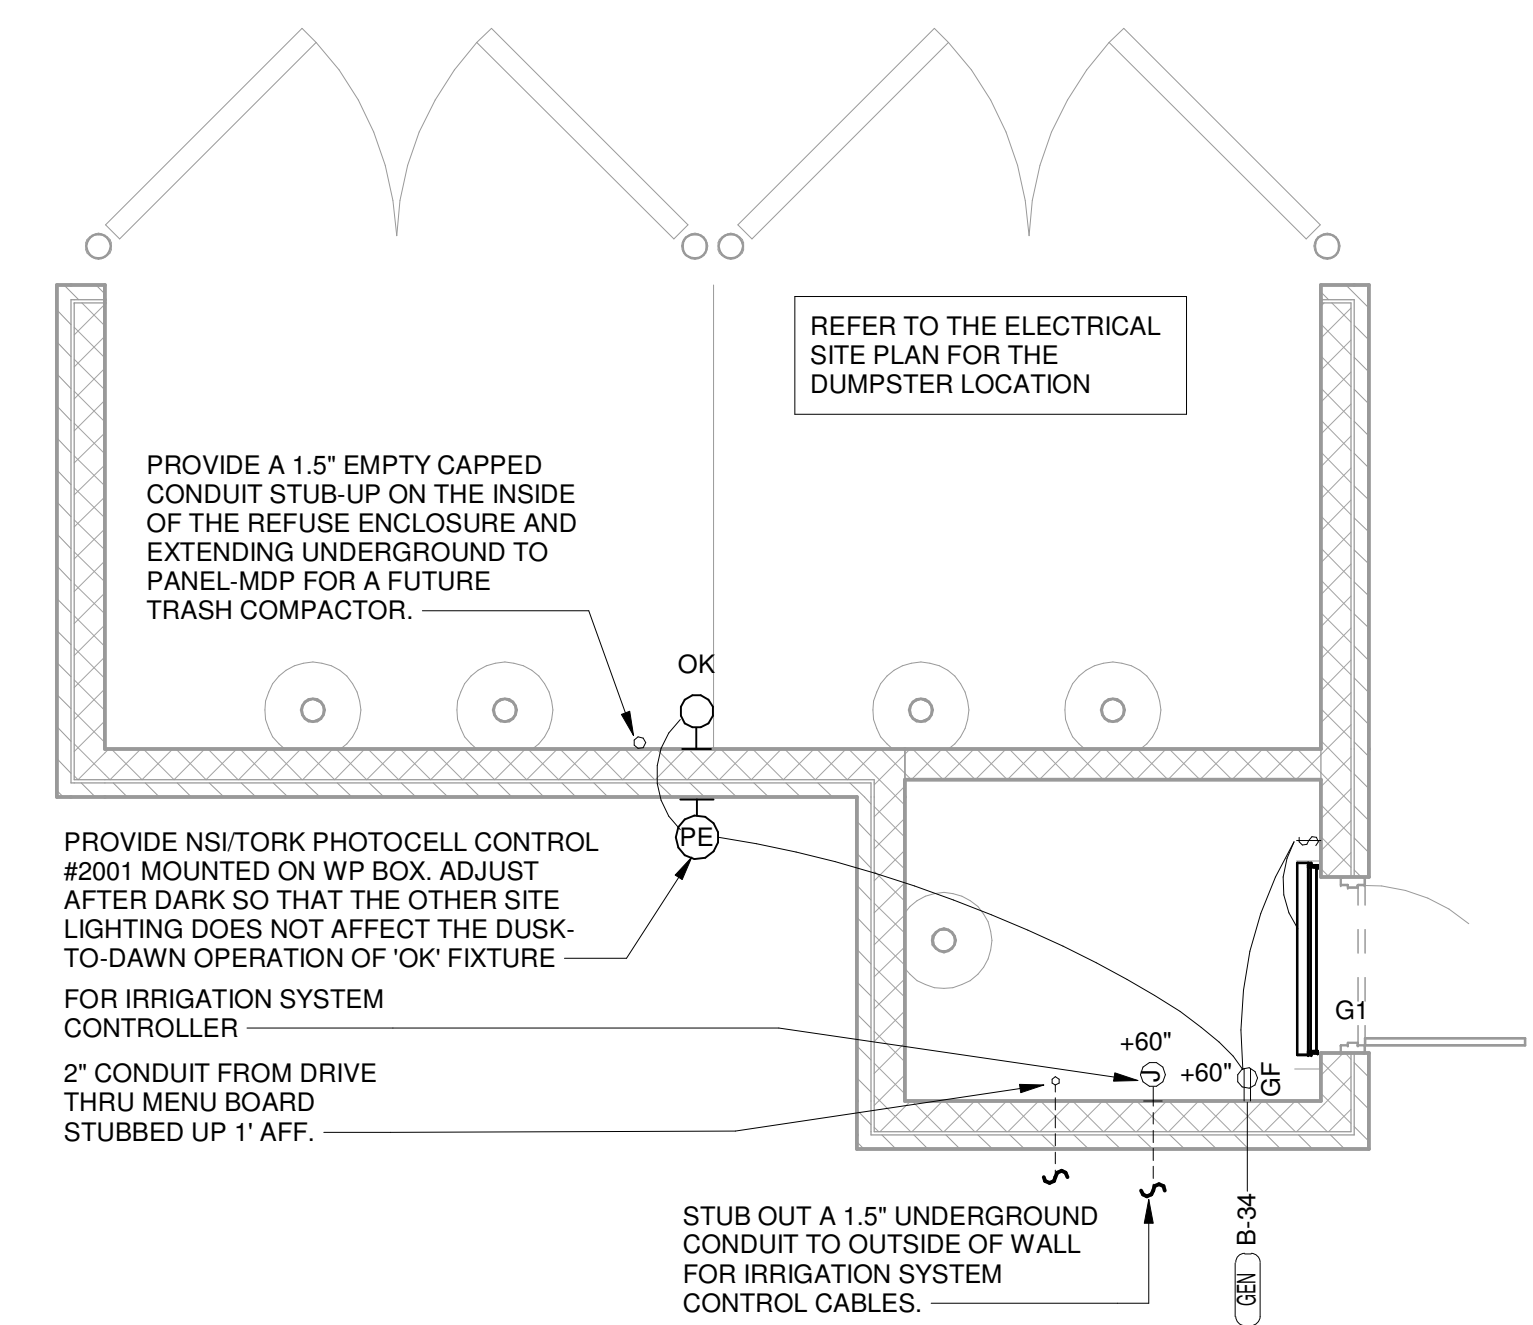 REFER TO THE ELECTRICAL
SITE PLAN FOR THE
DUMPSTER LOCATION
PROVIDE A 1.5" EMPTY CAPPED
CONDUIT STUB-UP ON THE INSIDE
OF THE REFUSE ENCLOSURE AND
EXTENDING UNDERGROUND TO
PANEL-MDP FOR A FUTURE
TRASH COMPACTOR.
OK
PE
PROVIDE NSI/TORK PHOTOCELL CONTROL
#2001 MOUNTED ON WP BOX. ADJUST
AFTER DARK SO THAT THE OTHER SITE
LIGHTING DOES NOT AFFECT THE DUSK-
TO-DAWN OPERATION OF 'OK' FIXTURE
FOR IRRIGATION SYSTEM
CONTROLLER
2" CONDUIT FROM DRIVE
THRU MENU BOARD
STUBBED UP 1' AFF.
G1
+60"
J
+60"
GF
STUB OUT A 1.5" UNDERGROUND
CONDUIT TO OUTSIDE OF WALL
FOR IRRIGATION SYSTEM
CONTROL CABLES.
GEN B-34